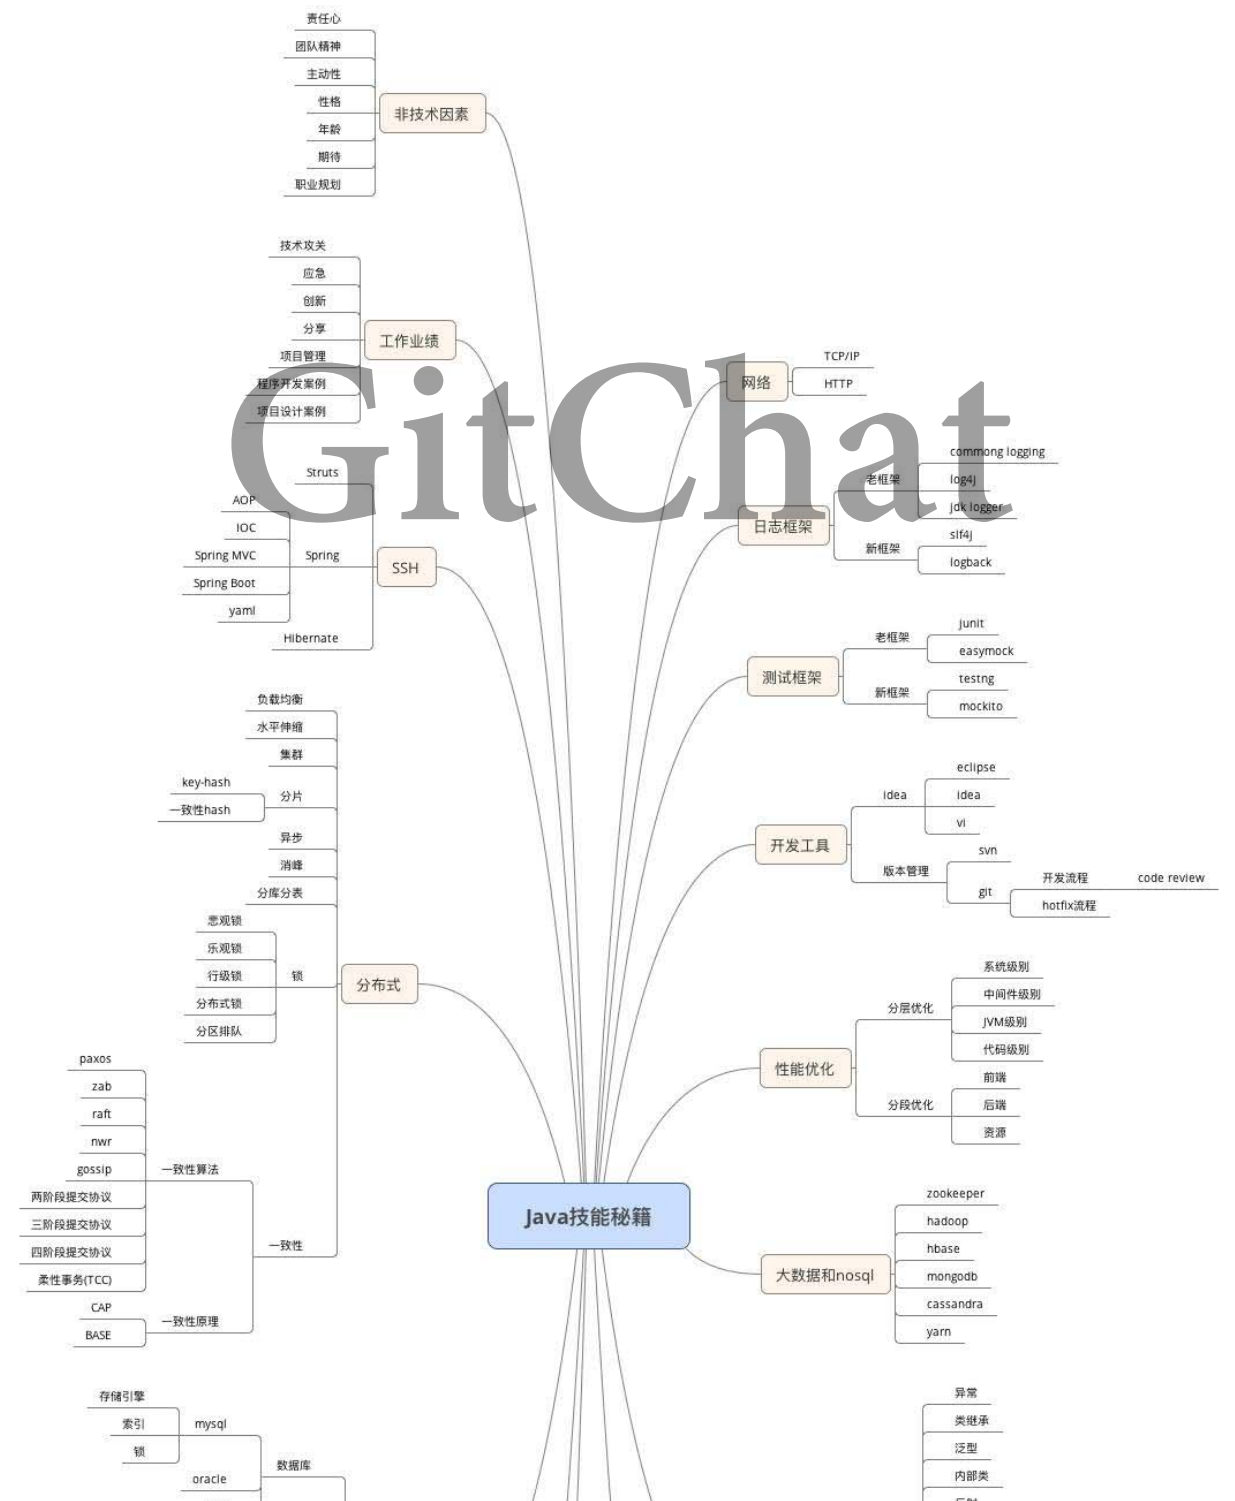 责任心
团队精神
主动性
性格
年龄
期待
职业规划
非技术因素
技术攻关
应急
创新
分享
项目管理
程序开发案例
项目设计案例
工作业绩
GitChat
Struts
AOP
IOC
Spring MVC
Spring Boot
yaml
Spring
Hibernate
SSH
负载均衡
水平伸缩
集群
key-hash
一致性hash
分片
异步
消峰
分库分表
悲观锁
乐观锁
行级锁
分布式锁
分区排队
锁
分布式
paxos
zab
raft
nwr
gossip
两阶段提交协议
三阶段提交协议
四阶段提交协议
柔性事务(TCC)
一致性算法
CAP
BASE
一致性原理
一致性
存储引擎
索引
锁
mysql
oracle
数据库
Java技能秘籍
网络
TCP/IP
HTTP
日志框架
老框架
commong logging
log4j
jdk logger
新框架
slf4j
logback
测试框架
老框架
junit
easymock
新框架
testng
mockito
开发工具
idea
eclipse
idea
vi
版本管理
svn
git
开发流程
code review
hotfix流程
性能优化
分层优化
系统级别
中间件级别
JVM级别
代码级别
分段优化
前端
后端
资源
大数据和nosql
zookeeper
hadoop
hbase
mongodb
cassandra
yarn
异常
类继承
泛型
内部类